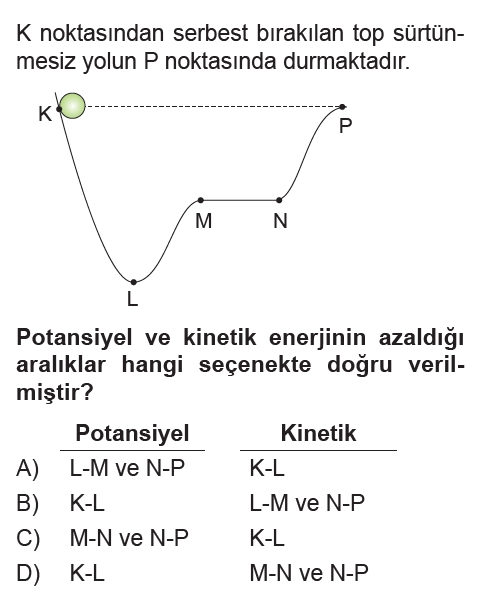 K noktasından serbest bırakılan top sürtün-
mesiz yolun P noktasında durmaktadır.
K
P
M
N
L
Potansiyel ve kinetik enerjinin azaldığı
aralıklar hangi seçenekte doğru veril-
miştir?
Potansiyel Kinetik
A) L-M ve N-P K-L
B) K-L L-M ve N-P
C) M-N ve N-P K-L
D) K-L M-N ve N-P